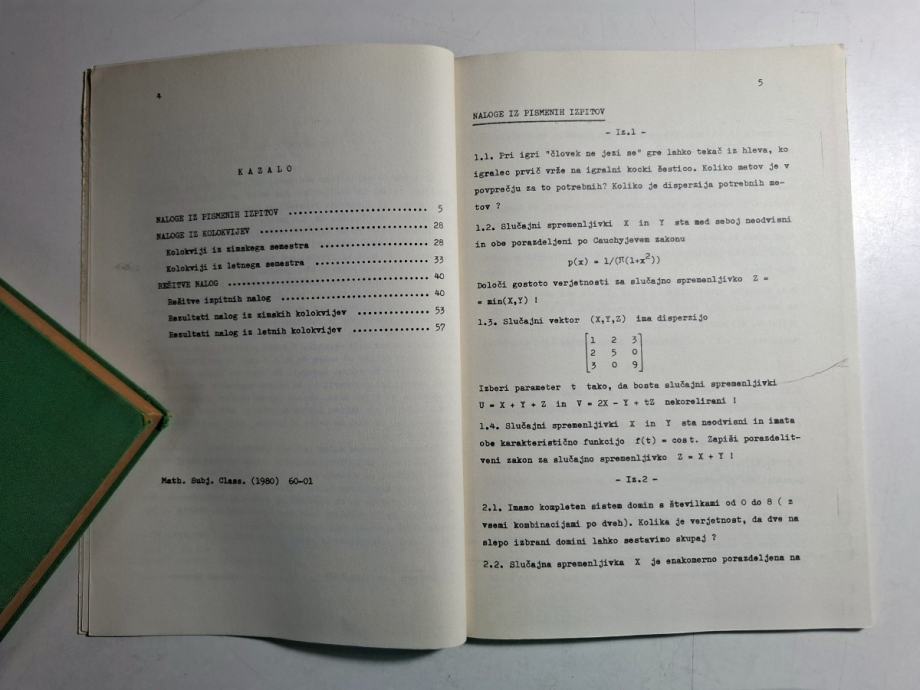 4
K A Z A L O
NALOGE IZ PISMENIH IZPITOV .................................. 5
NALOGE IZ KOLOKVIJEV ........................................ 28
Kolokviji iz zimskega semestra ..................... 28
Kolokviji iz letnega semestra ...................... 33
REŠITVE NALOG ............................................... 40
Rešitve izpitnih nalog ............................. 40
Rezultati nalog iz zimskih kolokvijev .............. 53
Rezultati nalog iz letnih kolokvijev ............... 57
Math. Subj. Class. (1980) 60-01
5
NALOGE IZ PISMENIH IZPITOV
- Iz.1 -
1.1. Pri igri "človek ne jezi se" gre lahko tekač iz hleva, ko
igralec prvič vrže na igralni kocki šestico. Koliko metov je v
povprečju za to potrebnih? Koliko je disperzija potrebnih me-
tov ?
1.2. Slučajni spremenljivki X in Y sta med seboj neodvisni
in obe porazdeljeni po Cauchyjevem zakonu
p(x) = 1/(π(1+x²))
Določi gostoto verjetnosti za slučajno spremenljivko Z =
= min(X,Y) !
1.3. Slučajni vektor (X,Y,Z) ima disperzijo
1 2 3
2 5 0
3 0 9
Izberi parameter t tako, da bosta slučajni spremenljivki
U = X + Y + Z in V = 2X - Y + tZ nekorelirani !
1.4. Slučajni spremenljivki X in Y sta neodvisni in imata
obe karakteristično funkcijo f(t) = cos t. Zapiši porazdelit-
tveni zakon za slučajno spremenljivko Z = X + Y !
- Iz.2 -
2.1. Imamo kompleten sistem domin s številkami od 0 do 8 ( z
vsemi kombinacijami po dveh). Kolika je verjetnost, da dve na
slepo izbrani domini lahko sestavimo skupaj ?
2.2. Slučajna spremenljivka X je enakomerno porazdeljena na